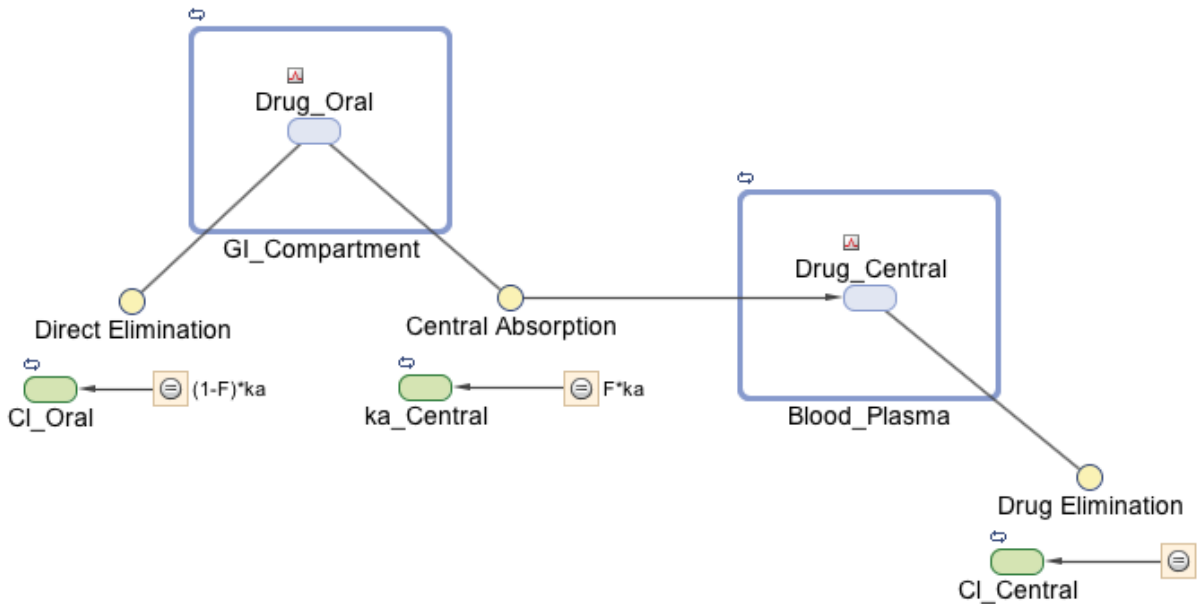 Drug_Oral
GI_Compartment
Drug_Central
Direct Elimination
Central Absorption
(1-F)*ka
F*ka
Cl_Oral
ka_Central
Blood_Plasma
Drug Elimination
Cl_Central